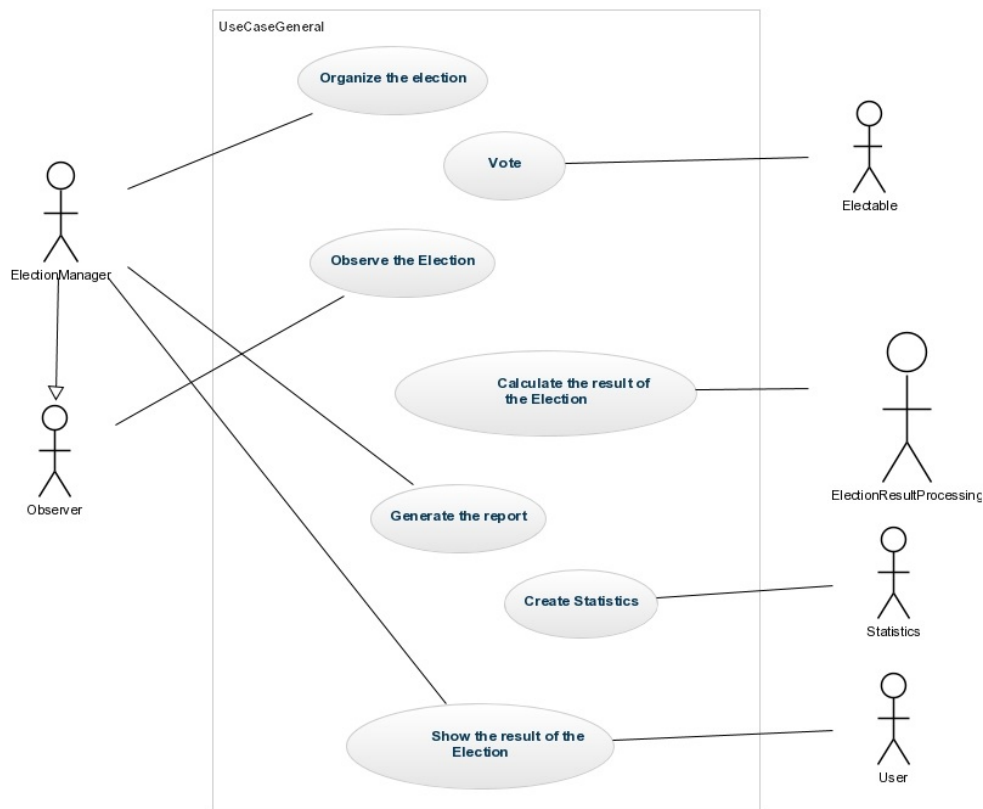 UseCaseGeneral
Organize the election
Vote
Electable
ElectionManager
Observe the Election
Calculate the result of
the Election
ElectionResultProcessing
Observer
Generate the report
Create Statistics
Statistics
Show the result of the
Election
User